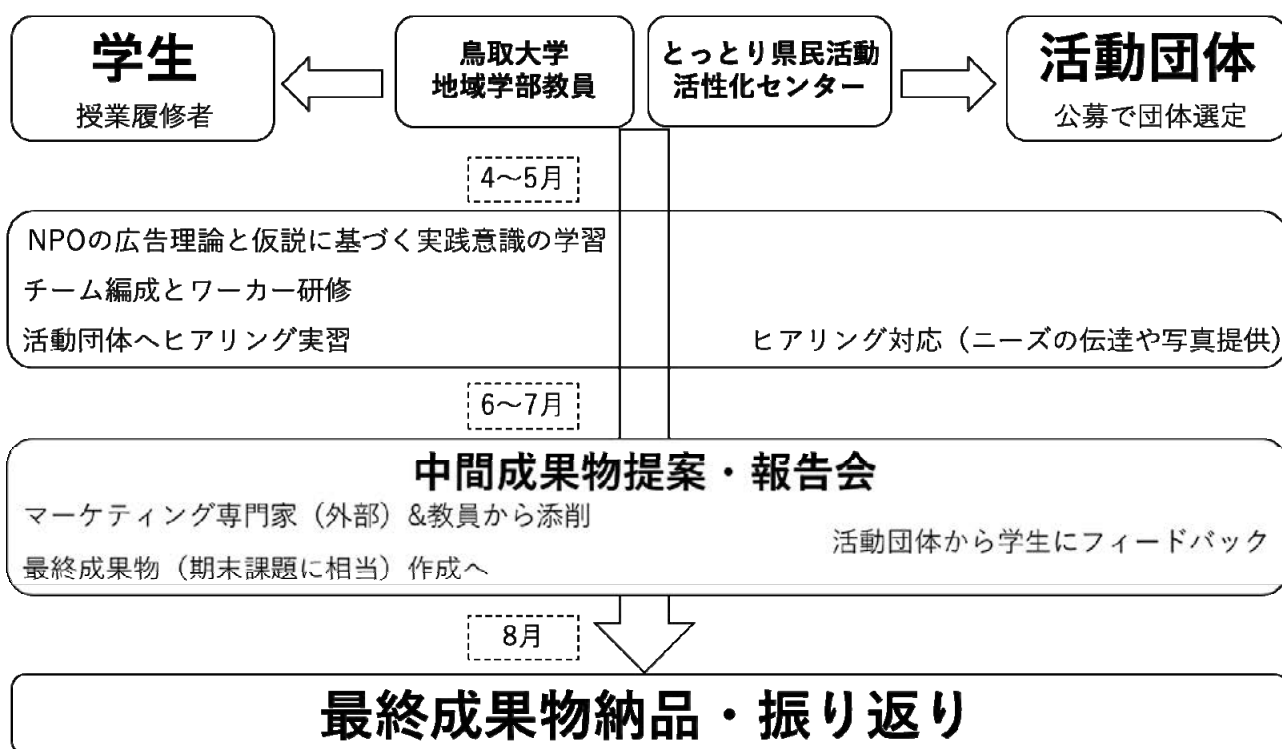 学生
授業履修者
鳥取大学
地域学部教員
とっとり県民活動
活性化センター
活動団体
公募で団体選定
4～5月
NPOの広告理論と仮説に基づく実践意識の学習
チーム編成とワーカー研修
活動団体へヒアリング実習
ヒアリング対応（ニーズの伝達や写真提供）
6～7月
中間成果物提案・報告会
マーケティング専門家（外部）&教員から添削
最終成果物（期末課題に相当）作成へ
活動団体から学生にフィードバック
8月
最終成果物納品・振り返り